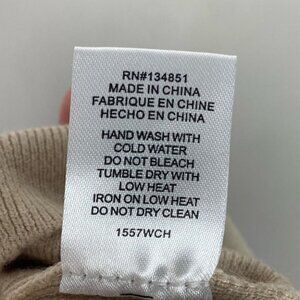 RN#134851
MADE IN CHINA
FABRIQUE EN CHINE
HECHO EN CHINA
HAND WASH WITH
COLD WATER
DO NOT BLEACH
TUMBLE DRY WITH
LOW HEAT
IRON ON LOW HEAT
DO NOT DRY CLEAN
1557WCH